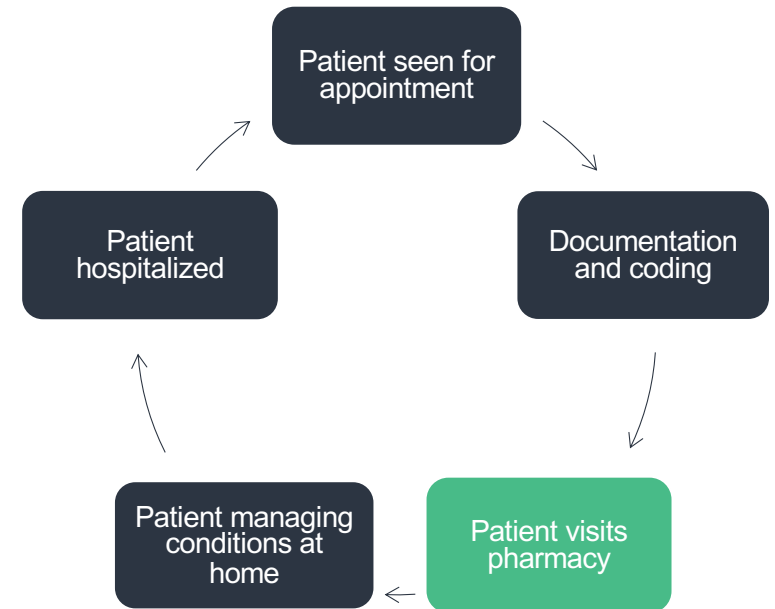 Patient seen for
appointment
Documentation
and coding
Patient visits
pharmacy
Patient managing
conditions at
home
Patient
hospitalized